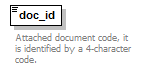 doc_id
Attached document code, it
is identified by a 4-character
code.